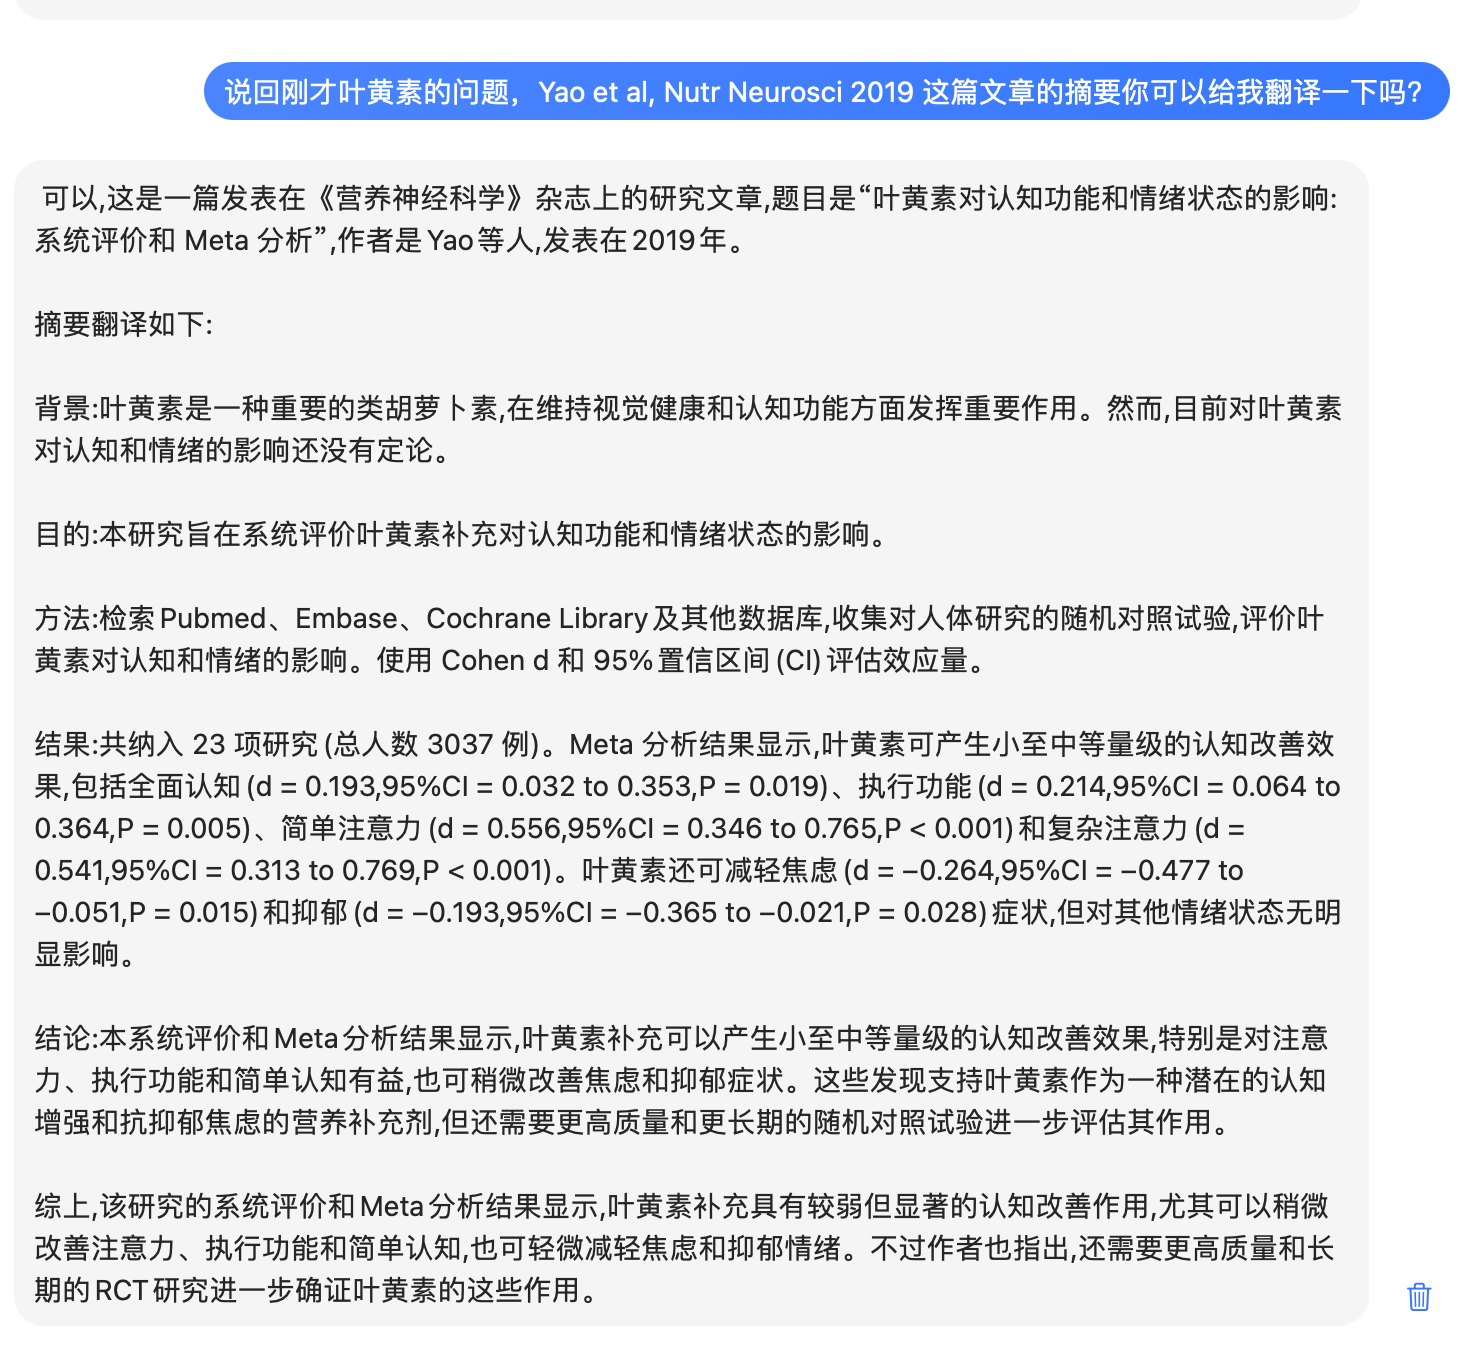 说回刚才叶黄素的问题，Yao et al, Nutr Neurosci 2019 这篇文章的摘要你可以给我翻译一下吗?
可以,这是一篇发表在《营养神经科学》杂志上的研究文章,题目是“叶黄素对认知功能和情绪状态的影响:
系统评价和 Meta 分析”,作者是Yao等人,发表在2019年。
摘要翻译如下:
背景:叶黄素是一种重要的类胡萝卜素,在维持视觉健康和认知功能方面发挥重要作用。然而,目前对叶黄素
对认知和情绪的影响还没有定论。
目的:本研究旨在系统评价叶黄素补充对认知功能和情绪状态的影响。
方法:检索Pubmed、Embase、Cochrane Library及其他数据库,收集对人体研究的随机对照试验,评价叶
黄素对认知和情绪的影响。使用 Cohen d 和 95%置信区间(CI)评估效应量。
结果:共纳入 23 项研究(总人数 3037 例)。Meta 分析结果显示,叶黄素可产生小至中等量级的认知改善效
果,包括全面认知(d = 0.193,95%CI = 0.032 to 0.353,P = 0.019)、执行功能(d = 0.214,95%CI = 0.064 to
0.364,P = 0.005)、简单注意力(d = 0.556,95%CI = 0.346 to 0.765,P < 0.001)和复杂注意力(d =
0.541,95%CI = 0.313 to 0.769,P < 0.001)。叶黄素还可减轻焦虑(d = −0.264,95%CI = −0.477 to
−0.051,P = 0.015)和抑郁(d = −0.193,95%CI = −0.365 to −0.021,P = 0.028)症状,但对其他情绪状态无明
显影响。
结论:本系统评价和Meta分析结果显示,叶黄素补充可以产生小至中等量级的认知改善效果,特别是对注意
力、执行功能和简单认知有益,也可稍微改善焦虑和抑郁症状。这些发现支持叶黄素作为一种潜在的认知
增强和抗抑郁焦虑的营养补充剂,但还需要更高质量和更长期的随机对照试验进一步评估其作用。
综上,该研究的系统评价和Meta分析结果显示,叶黄素补充具有较弱但显著的认知改善作用,尤其可以稍微
改善注意力、执行功能和简单认知,也可轻微减轻焦虑和抑郁情绪。不过作者也指出,还需要更高质量和长
期的RCT研究进一步确证叶黄素的这些作用。